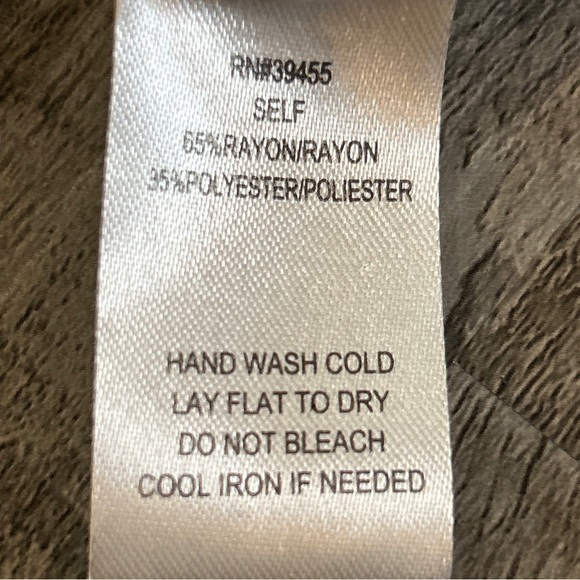 RN#39455
SELF
65%RAYON/RAYON
35%POLYESTER/POLIESTER
HAND WASH COLD
LAY FLAT TO DRY
DO NOT BLEACH
COOL IRON IF NEEDED